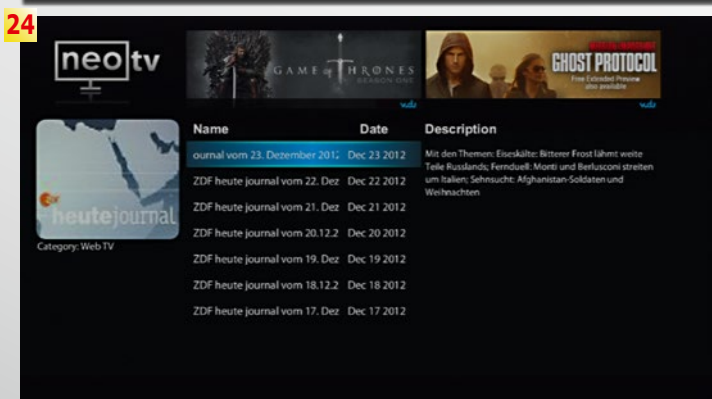 24
neo tv
GAME OF THRONES
SEASON ONE
vudu
GHOST PROTOCOL
Free Extended Preview
also available
vudu
Name Date Description
ournal vom 23. Dezember 2012 Dec 23 2012
ZDF heute journal vom 22. Dez Dec 22 2012
ZDF heute journal vom 21. Dez Dec 21 2012
ZDF heute journal vom 20.12.2 Dec 20 2012
ZDF heute journal vom 19. Dez Dec 19 2012
ZDF heute journal vom 18.12.2 Dec 18 2012
ZDF heute journal vom 17. Dez Dec 17 2012
Mit den Themen: Eiseskälte: Bitterer Frost lähmt weite
Teile Russlands; Fernduell: Monti und Berlusconi streiten
um Italien; Sehnsucht: Afghanistan-Soldaten und
Weihnachten
ZDF
heutejournal
Category: Web TV